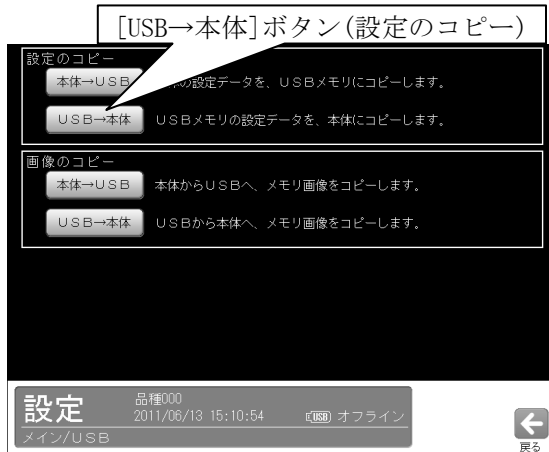 [USB→本体]ボタン(設定のコピー)
設定のコピー
本体→USB の設定データを、USBメモリにコピーします。
USB→本体 USBメモリの設定データを、本体にコピーします。
画像のコピー
本体→USB 本体からUSBへ、メモリ画像をコピーします。
USB→本体 USBから本体へ、メモリ画像をコピーします。
設定 品種000
2011/06/13 15:10:54 USB オフライン
メイン/USB
戻る